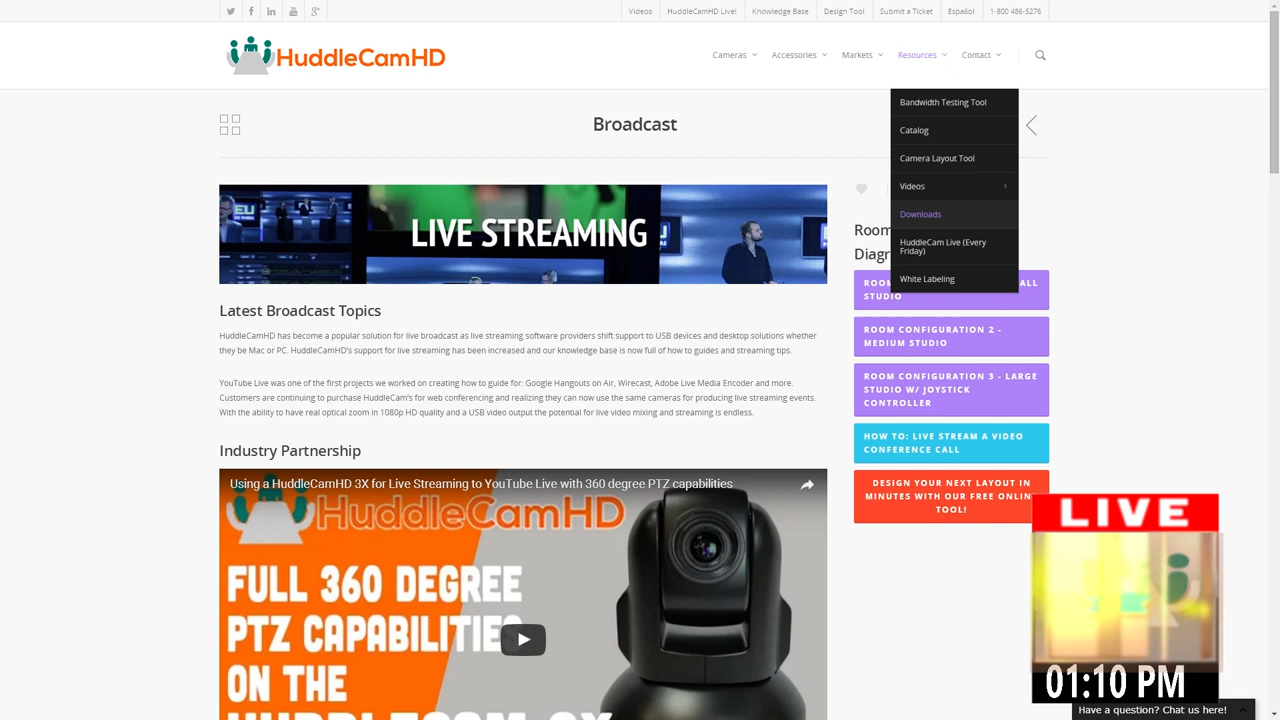 Videos HuddleCamHD Live! Knowledge Base Design Tool Submit a Ticket Español 1-800 486-5276
HuddleCamHD
Cameras Accessories Markets Resources Contact
Bandwidth Testing Tool
Catalog
Camera Layout Tool
Videos
Downloads
HuddleCam Live (Every
Friday)
White Labeling
Broadcast
LIVE STREAMING
Latest Broadcast Topics
HuddleCamHD has become a popular solution for live broadcast as live streaming software providers shift support to USB devices and desktop solutions whether
they be Mac or PC. HuddleCamHD's support for live streaming has been increased and our knowledge base is now full of how to guides and streaming tips.
YouTube Live was one of the first projects we worked on creating how to guide for: Google Hangouts on Air, Wirecast, Adobe Live Media Encoder and more.
Customers are continuing to purchase HuddleCam's for web conferencing and realizing they can now use the same cameras for producing live streaming events.
With the ability to have real optical zoom in 1080p HD quality and a USB video output the potential for live video mixing and streaming is endless.
Industry Partnership
Using a HuddleCamHD 3X for Live Streaming to YouTube Live with 360 degree PTZ capabilities
HuddleCamHD
FULL 360 DEGREE
PTZ CAPABILITIES
ON THE
Room
STUDIO
ROOM CONFIGURATION 2 -
MEDIUM STUDIO
ROOM CONFIGURATION 3 - LARGE
STUDIO W/ JOYSTICK
CONTROLLER
HOW TO: LIVE STREAM A VIDEO
CONFERENCE CALL
DESIGN YOUR NEXT LAYOUT IN
MINUTES WITH OUR FREE ONLINE
TOOL!
LIVE
01:10 PM
Have a question? Chat us here!